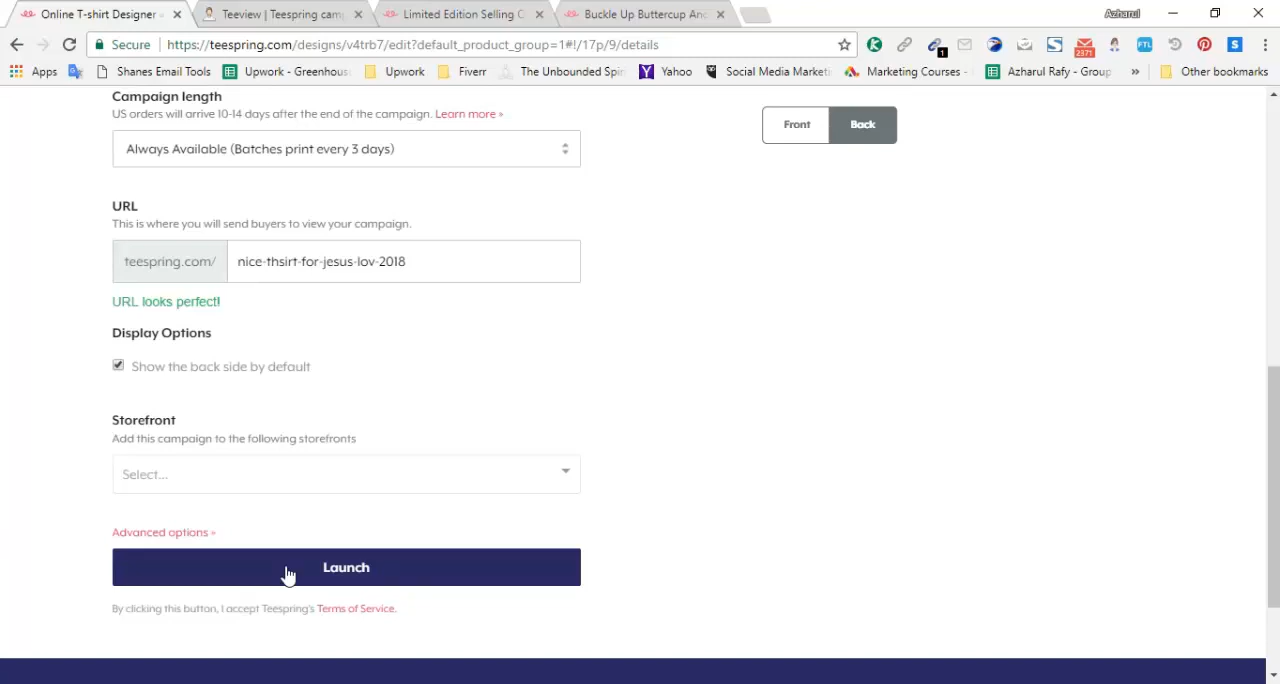 Online T-shirt Designer
Teeview | Teespring cam
Limited Edition Selling C
Buckle Up Buttercup And
Azharul
Secure
https://teespring.com/designs/v4trb7/edit?default_product_group=1#!/17p/9/details
1
2371
FTL
S
Apps
Shanes Email Tools
Upwork - Greenhous
Upwork
Fiverr
The Unbounded Spir
Yahoo
Social Media Market
Marketing Courses -
Azharul Rafy - Group
»
Other bookmarks
Campaign length
US orders will arrive 10-14 days after the end of the campaign. Learn more »
Always Available (Batches print every 3 days)
Front
Back
URL
This is where you will send buyers to view your campaign.
teespring.com/
nice-thsirt-for-jesus-lov-2018
URL looks perfect!
Display Options
Show the back side by default
Storefront
Add this campaign to the following storefronts
Select...
Advanced options »
Launch
By clicking this button, I accept Teespring's Terms of Service.